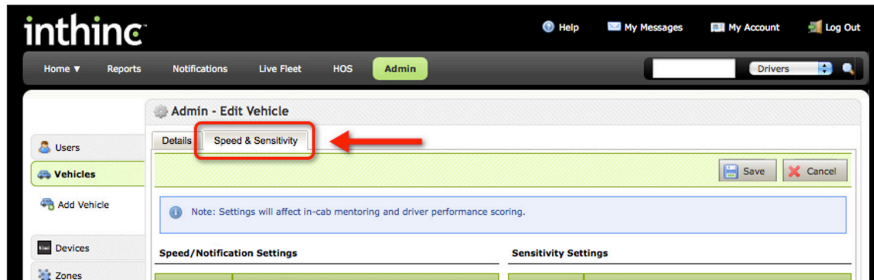 inthinc
Help My Messages My Account Log Out
Home ▼ Reports Notifications Live Fleet HOS Admin Drivers
Admin - Edit Vehicle
Details Speed & Sensitivity
Users
Vehicles
Save Cancel
Add Vehicle
Note: Settings will affect in-cab mentoring and driver performance scoring.
Devices
Speed/Notification Settings Sensitivity Settings
Zones